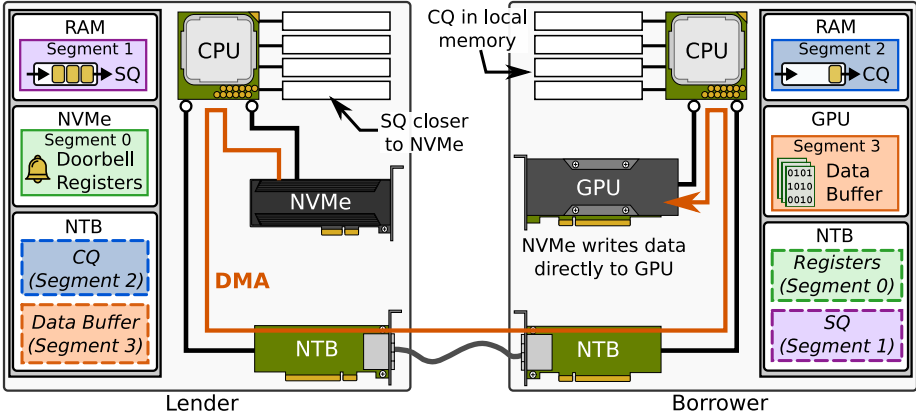 RAM
Segment 1
SQ
NVMe
Segment 0
Doorbell
Registers
NTB
CQ
(Segment 2)
Data Buffer
(Segment 3)
CPU
SQ closer
to NVMe
NVMe
DMA
NTB
Lender
CQ in local
memory
CPU
GPU
NVMe writes data
directly to GPU
NTB
RAM
Segment 2
CQ
GPU
Segment 3
0101
1010
0010
Data
Buffer
NTB
Registers
(Segment 0)
SQ
(Segment 1)
Borrower